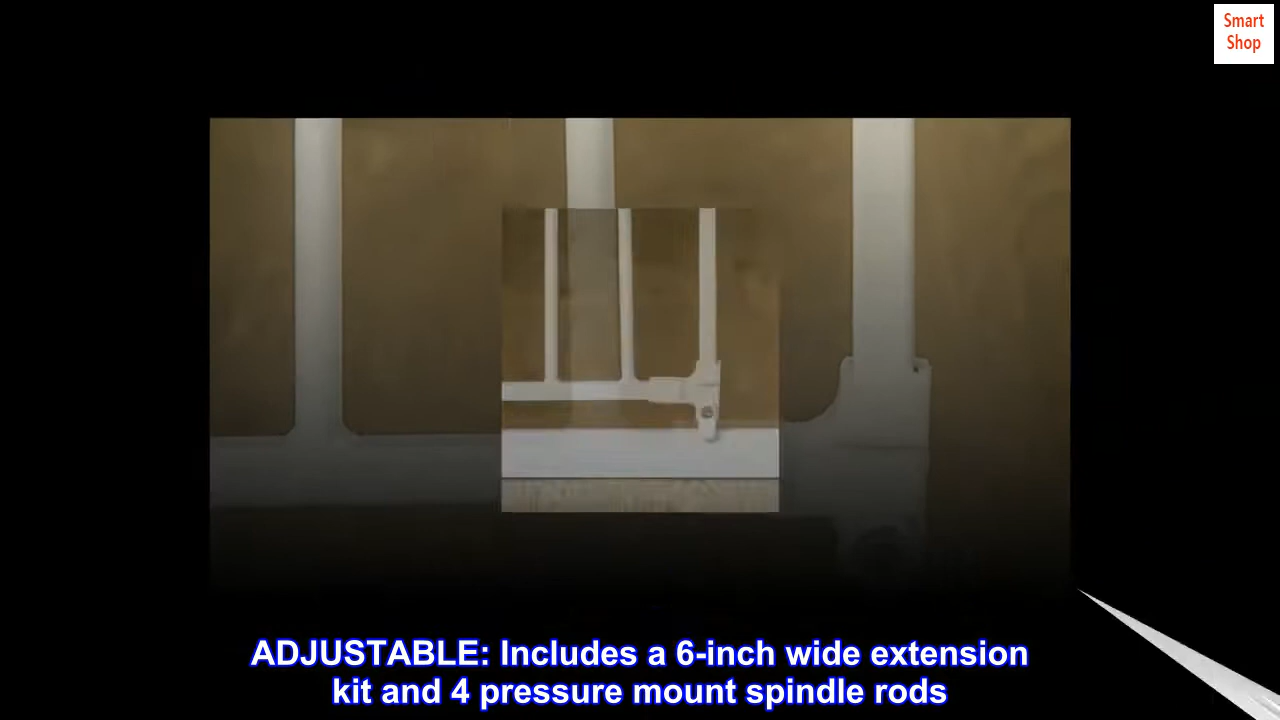 Smart
Shop
ADJUSTABLE: Includes a 6-inch wide extension
kit and 4 pressure mount spindle rods